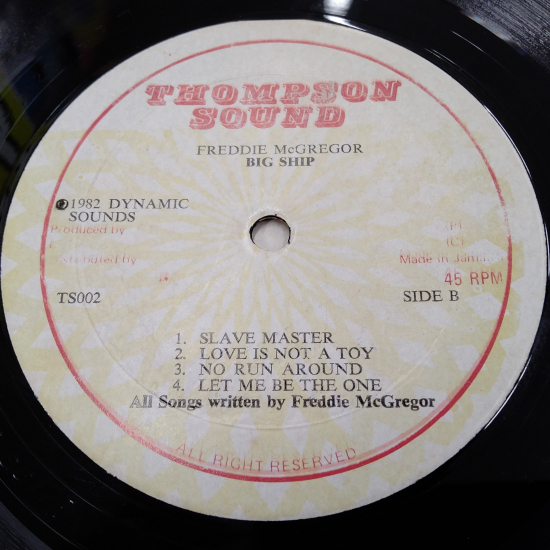 THOMPSON
SOUND
FREDDIE McGREGOR
BIG SHIP
℗1982 DYNAMIC
SOUNDS
Produced by
(C)
Distributed by
Made in Jamaica
45 RPM
TS002
SIDE B
1. SLAVE MASTER
2. LOVE IS NOT A TOY
3. NO RUN AROUND
4. LET ME BE THE ONE
All Songs written by Freddie McGregor
ALL RIGHT RESERVED